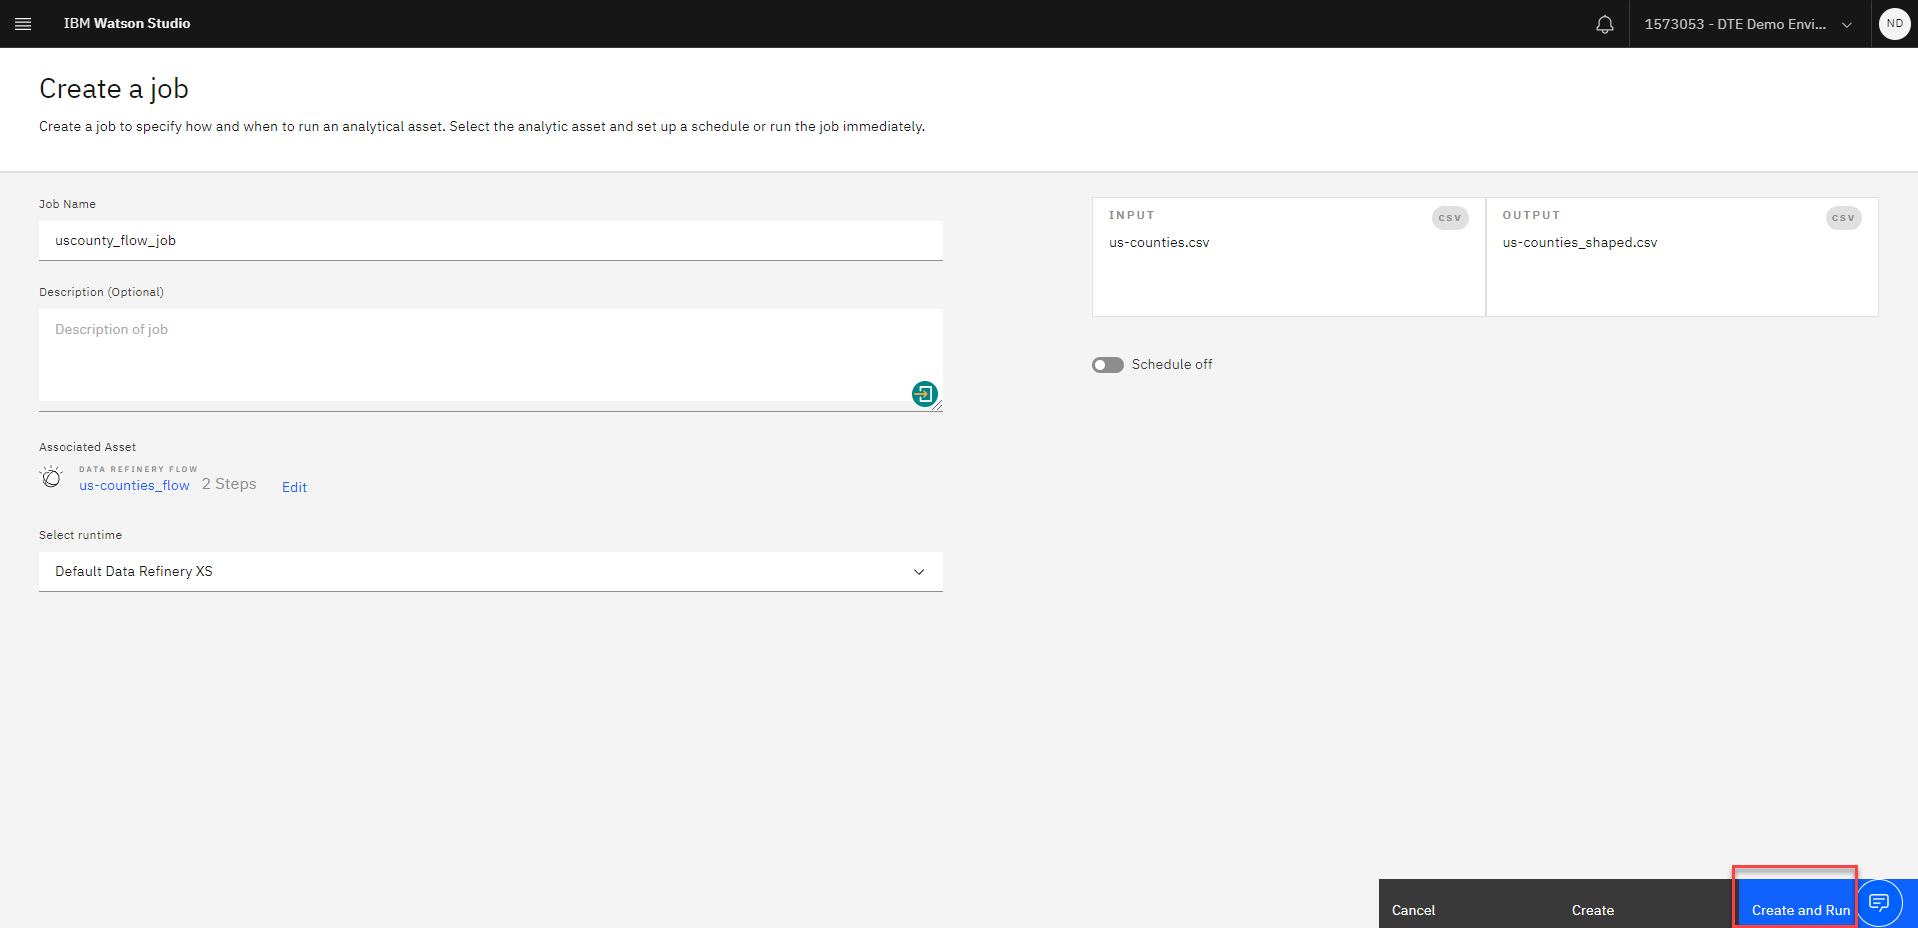 IBM Watson Studio
1573053 - DTE Demo Envi...
ND
Create a job
Create a job to specify how and when to run an analytical asset. Select the analytic asset and set up a schedule or run the job immediately.
Job Name
uscounty_flow_job
Description (Optional)
Description of job
Associated Asset
DATA REFINERY FLOW
us-counties_flow 2 Steps Edit
Select runtime
Default Data Refinery XS
INPUT CSV
us-counties.csv
OUTPUT CSV
us-counties_shaped.csv
Schedule off
Cancel Create Create and Run